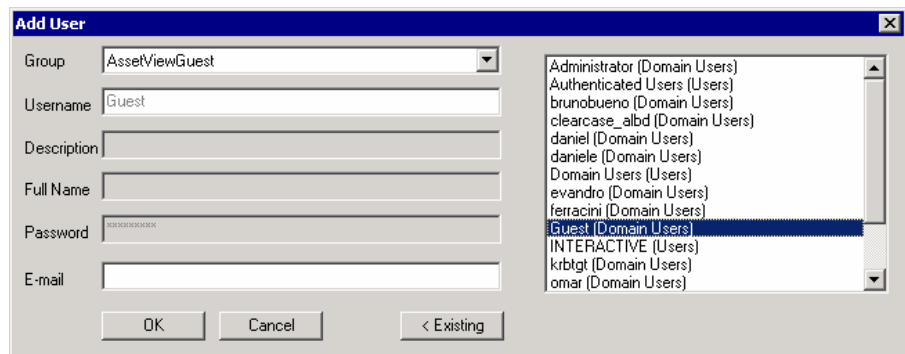 Add User
Group
AssetViewGuest
Username
Guest
Description
Full Name
Password
*********
E-mail
OK
Cancel
< Existing
Administrator (Domain Users)
Authenticated Users (Users)
brunobueno (Domain Users)
clearcase_albd (Domain Users)
daniel (Domain Users)
daniele (Domain Users)
Domain Users (Users)
evandro (Domain Users)
ferracini (Domain Users)
Guest (Domain Users)
INTERACTIVE (Users)
krbtgt (Domain Users)
omar (Domain Users)